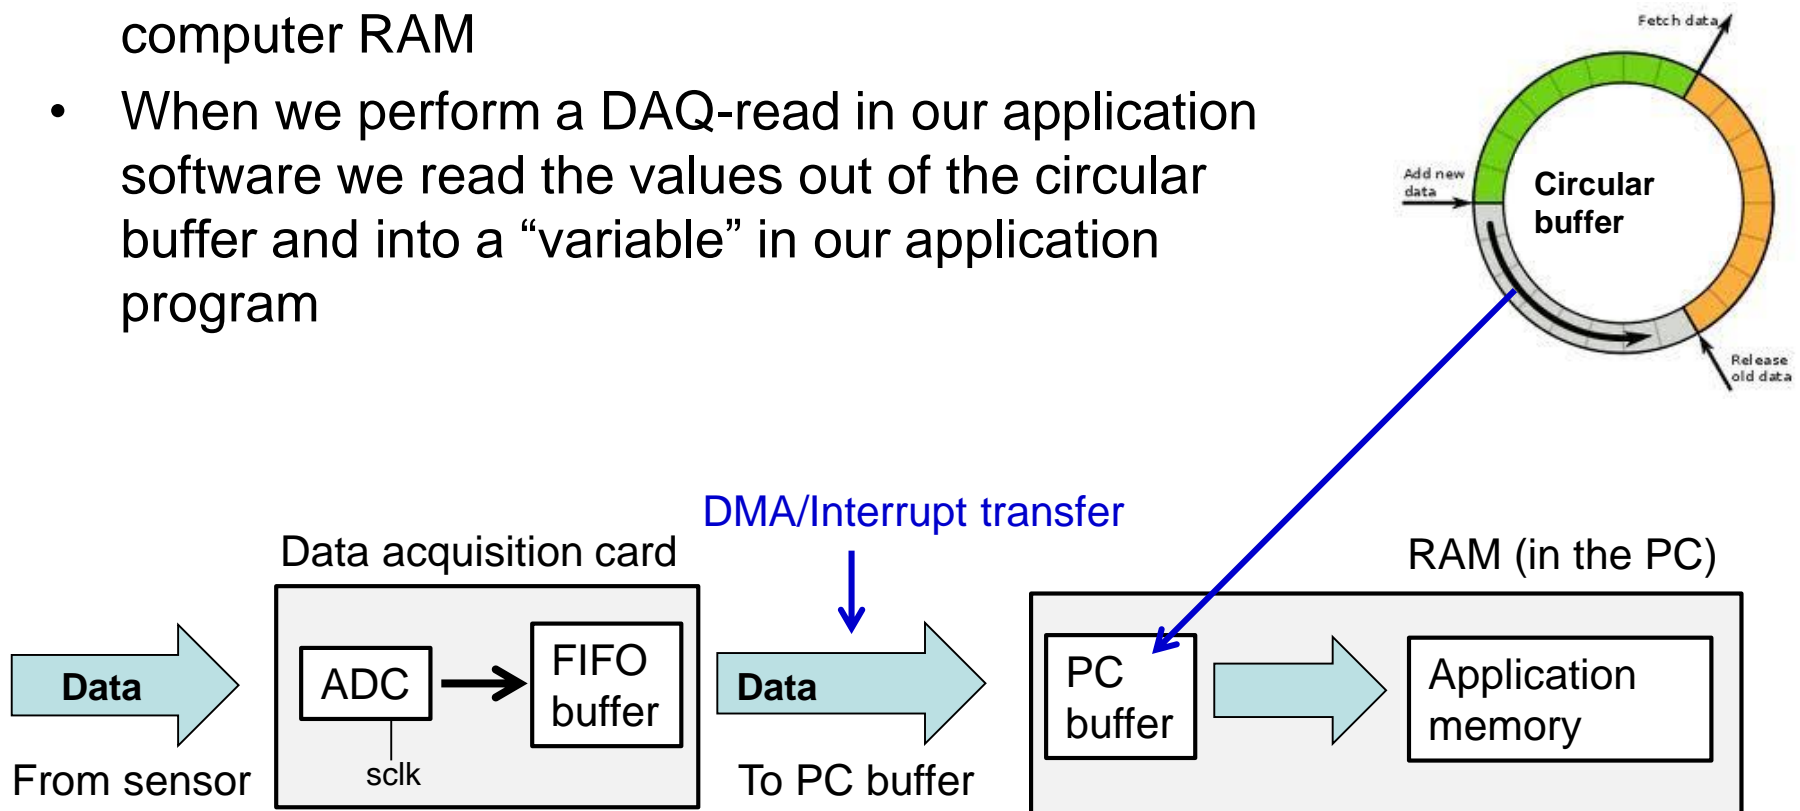 computer RAM
• When we perform a DAQ-read in our application
software we read the values out of the circular
buffer and into a “variable” in our application
program
Fetch data
Add new
data
Circular
buffer
Release
old data
DMA/Interrupt transfer
Data acquisition card
RAM (in the PC)
Data
ADC
FIFO
buffer
Data
PC
buffer
Application
memory
From sensor
sclk
To PC buffer